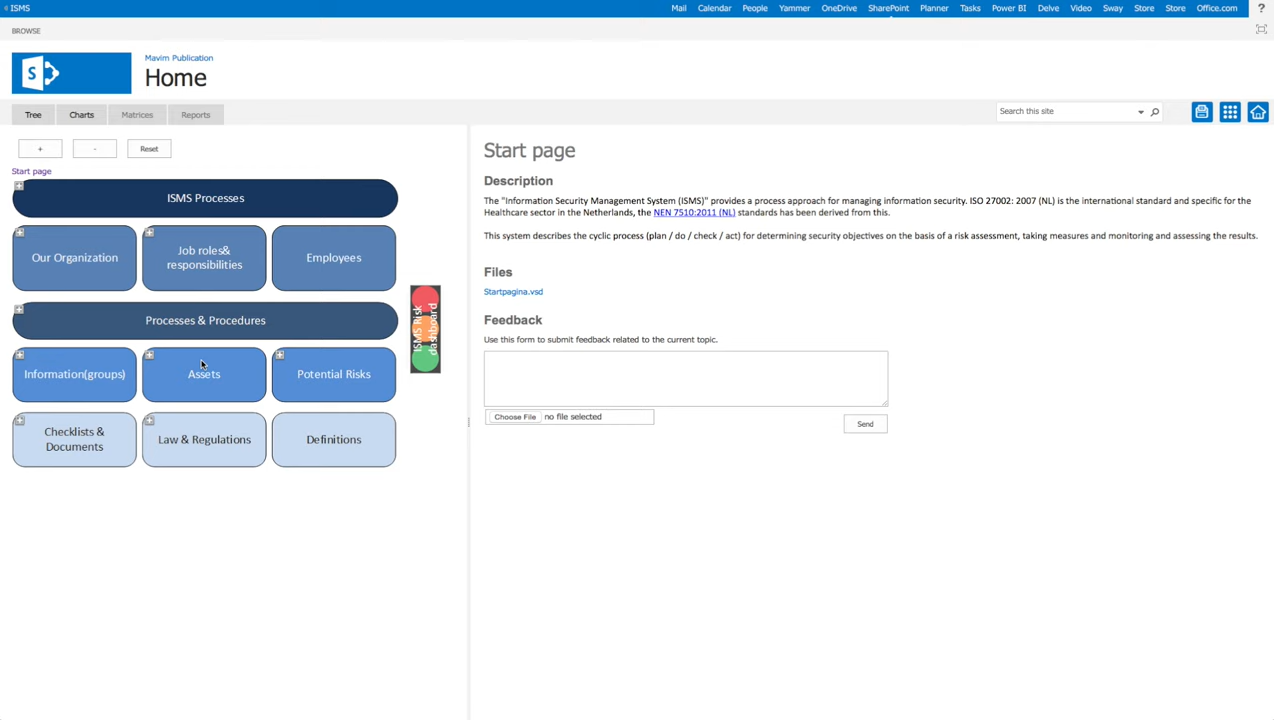 ISMS
Mail Calendar People Yammer OneDrive SharePoint Planner Tasks Power BI Delve Video Sway Store Store Office.com ?
BROWSE
S
Mavim Publication
Home
Tree Charts Matrices Reports
Search this site
+ - Reset
Start page
ISMS Processes
Our Organization
Job roles&
responsibilities
Employees
Processes & Procedures
Information(groups)
Assets
Potential Risks
Checklists &
Documents
Law & Regulations
Definitions
ISMS Risk
dashboard
Start page
Description
The "Information Security Management System (ISMS)" provides a process approach for managing information security. ISO 27002: 2007 (NL) is the international standard and specific for the
Healthcare sector in the Netherlands, the NEN 7510:2011 (NL) standards has been derived from this.
This system describes the cyclic process (plan / do / check / act) for determining security objectives on the basis of a risk assessment, taking measures and monitoring and assessing the results.
Files
Startpagina.vsd
Feedback
Use this form to submit feedback related to the current topic.
Choose File no file selected
Send